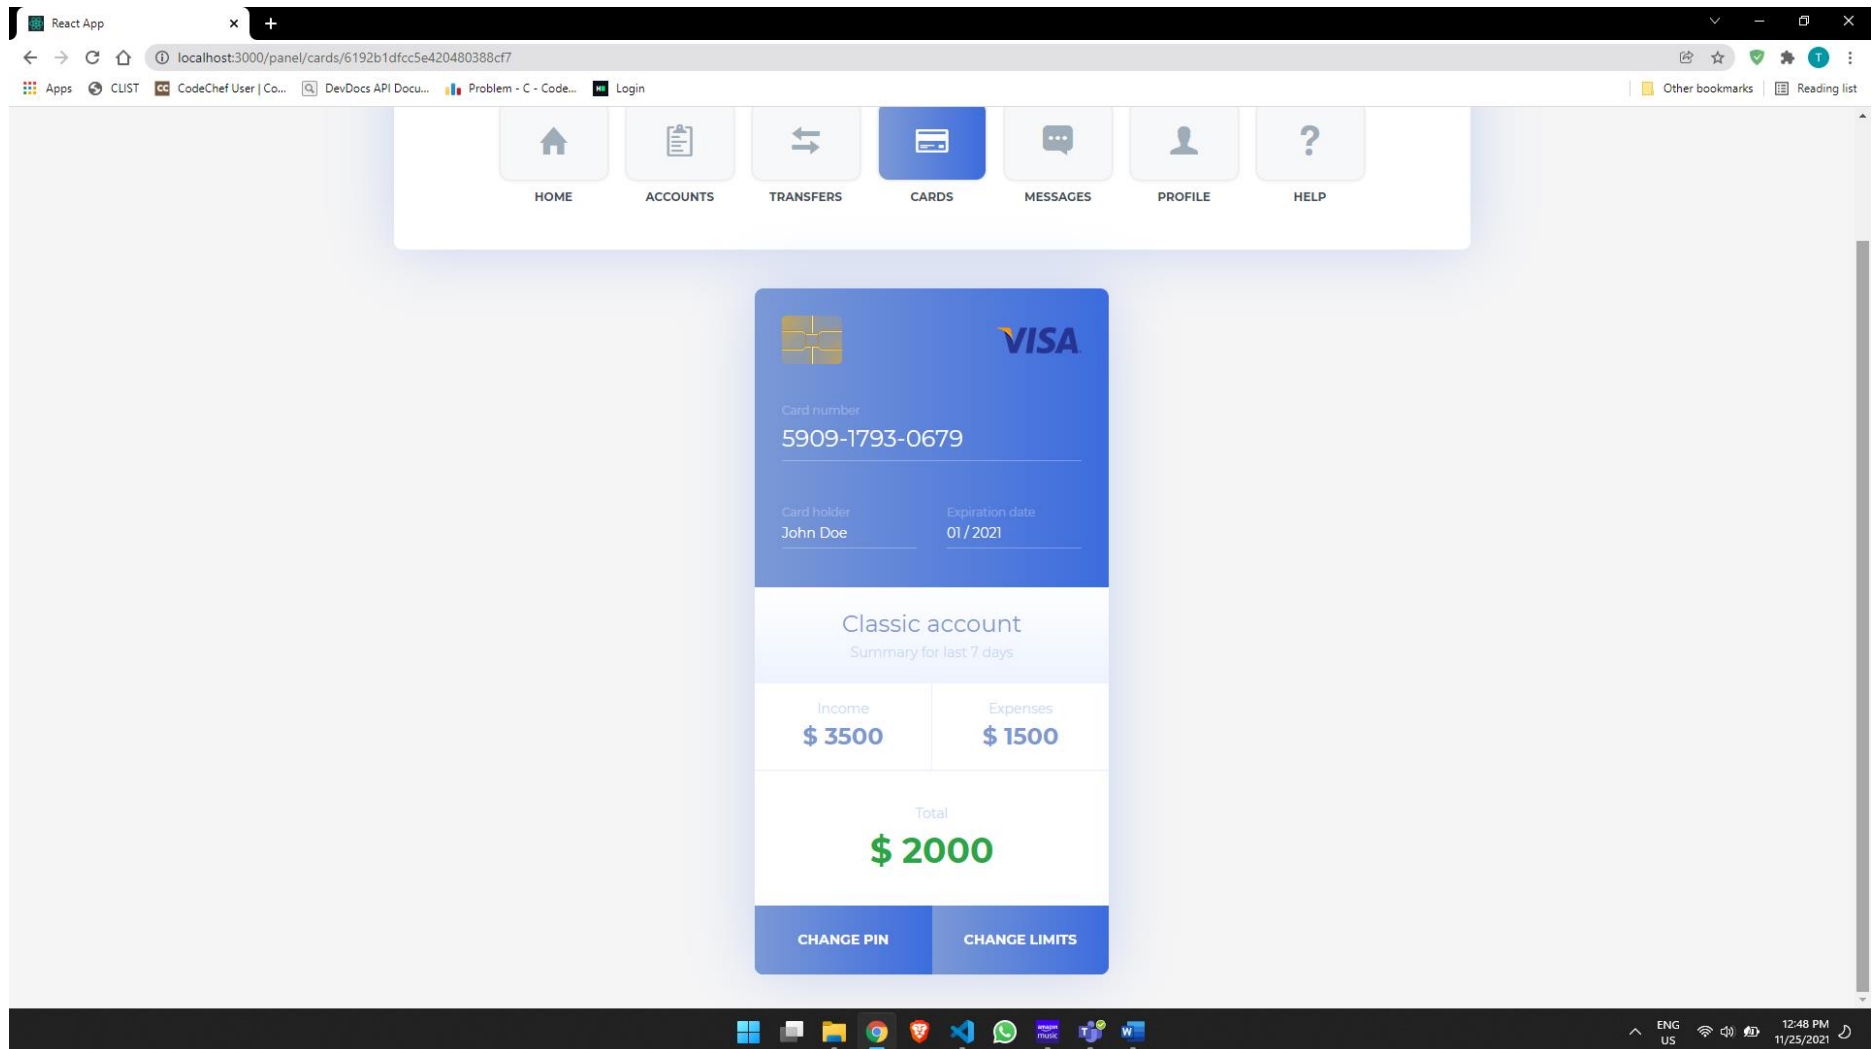 React App
localhost:3000/panel/cards/6192b1dfcc5e420480388cf7
T
Apps CLIST CC CodeChef User | Co... DevDocs API Docu... Problem - C - Code... Login Other bookmarks Reading list
HOME ACCOUNTS TRANSFERS CARDS MESSAGES PROFILE HELP
VISA
Card number
5909-1793-0679
Card holder Expiration date
John Doe 01 / 2021
Classic account
Summary for last 7 days
Income Expenses
$ 3500 $ 1500
Total
$ 2000
CHANGE PIN CHANGE LIMITS
amazon music
ENG 12:48 PM
US 11/25/2021